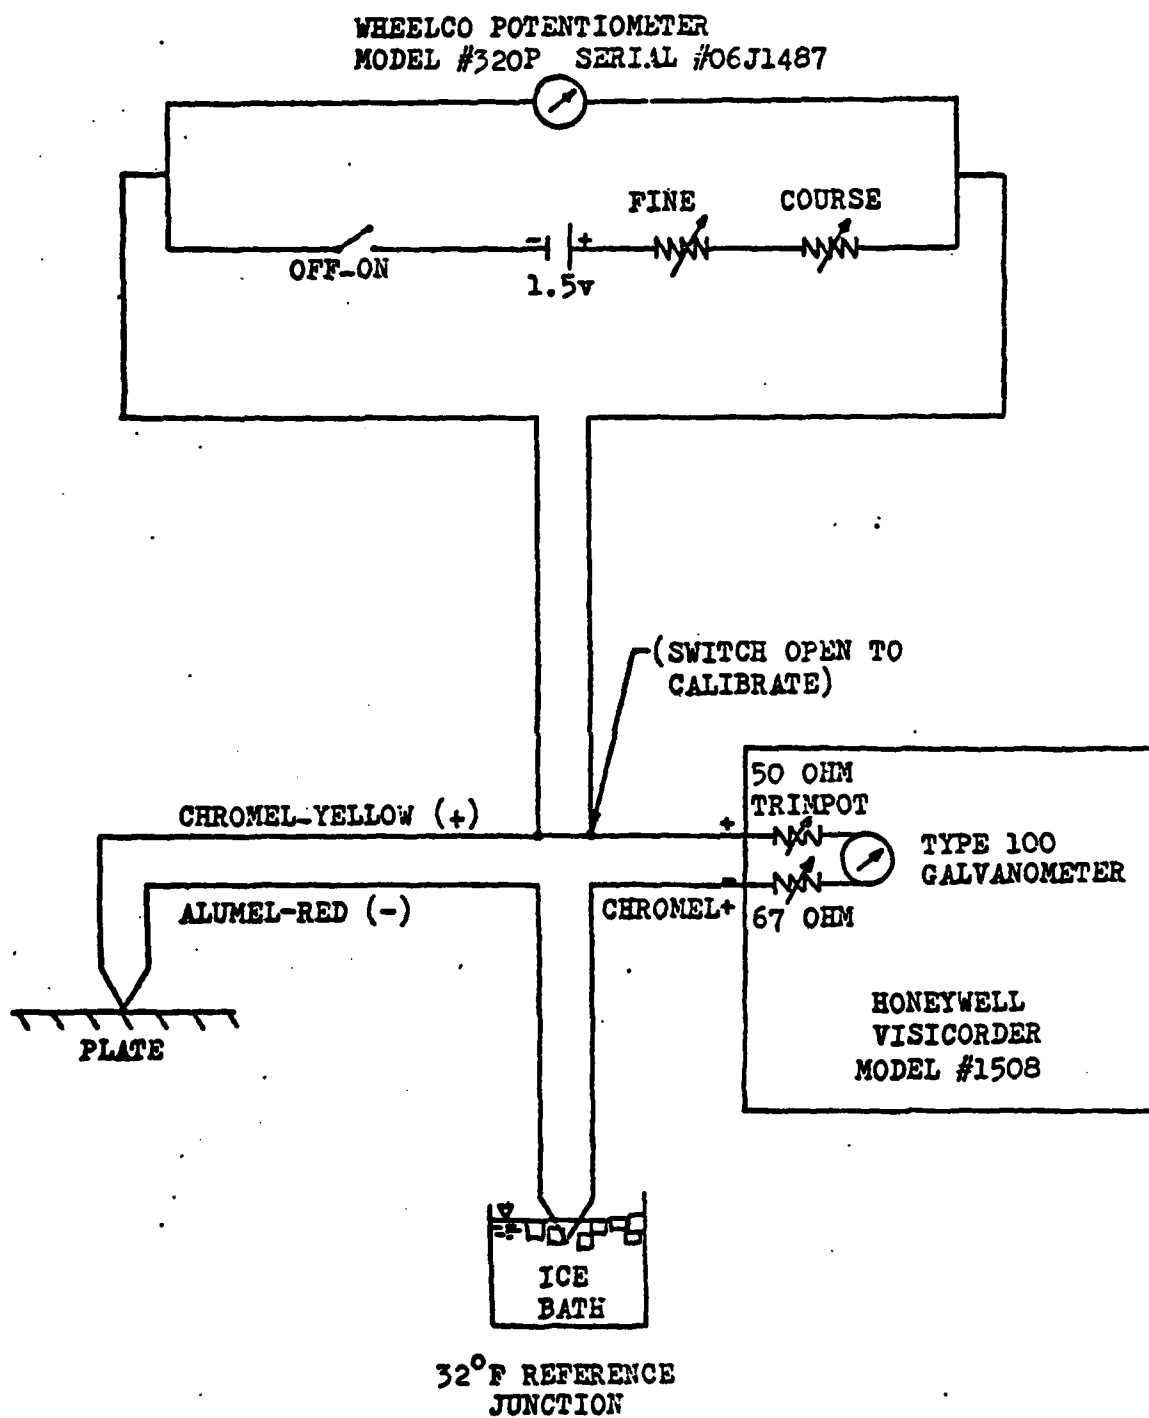 WHEELCO POTENTIOMETER
MODEL #320P SERIAL #06J1487
FINE
COURSE
OFF-ON
- +
1.5v
(SWITCH OPEN TO
CALIBRATE)
50 OHM
TRIMPOT
CHROMEL-YELLOW (+)
+
TYPE 100
GALVANOMETER
-
ALUMEL-RED (-)
CHROMEL+
67 OHM
HONEYWELL
VISICORDER
MODEL #1508
PLATE
ICE
BATH
32°F REFERENCE
JUNCTION